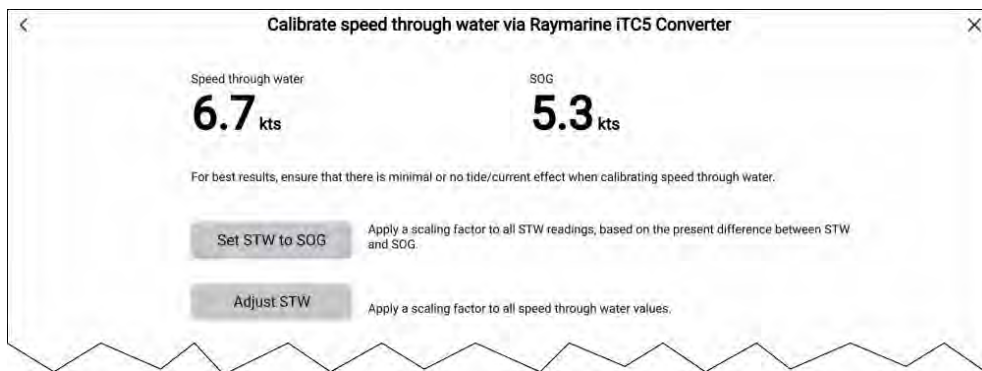 Calibrate speed through water via Raymarine iTC5 Converter
Speed through water
SOG
6.7 kts
5.3 kts
For best results, ensure that there is minimal or no tide/current effect when calibrating speed through water.
Set STW to SOG
Apply a scaling factor to all STW readings, based on the present difference between STW
and SOG.
Adjust STW
Apply a scaling factor to all speed through water values.